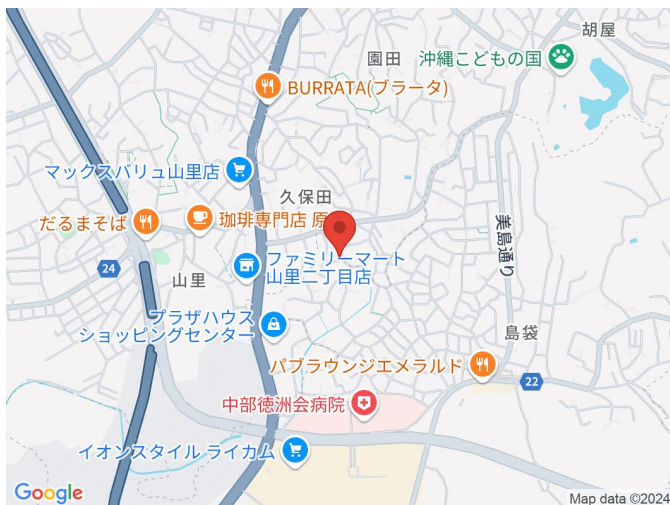 胡屋
園田
沖縄こどもの国
BURRATA(ブラータ)
マックスバリュ山里店
久保田
だるまそば
珈琲専門店 原
美島通り
24
山里
ファミリーマート
山里二丁目店
プラザハウス
ショッピングセンター
島袋
パブラウンジエメラルド
22
中部徳洲会病院
イオンスタイル ライカム
Google
Map data ©2024